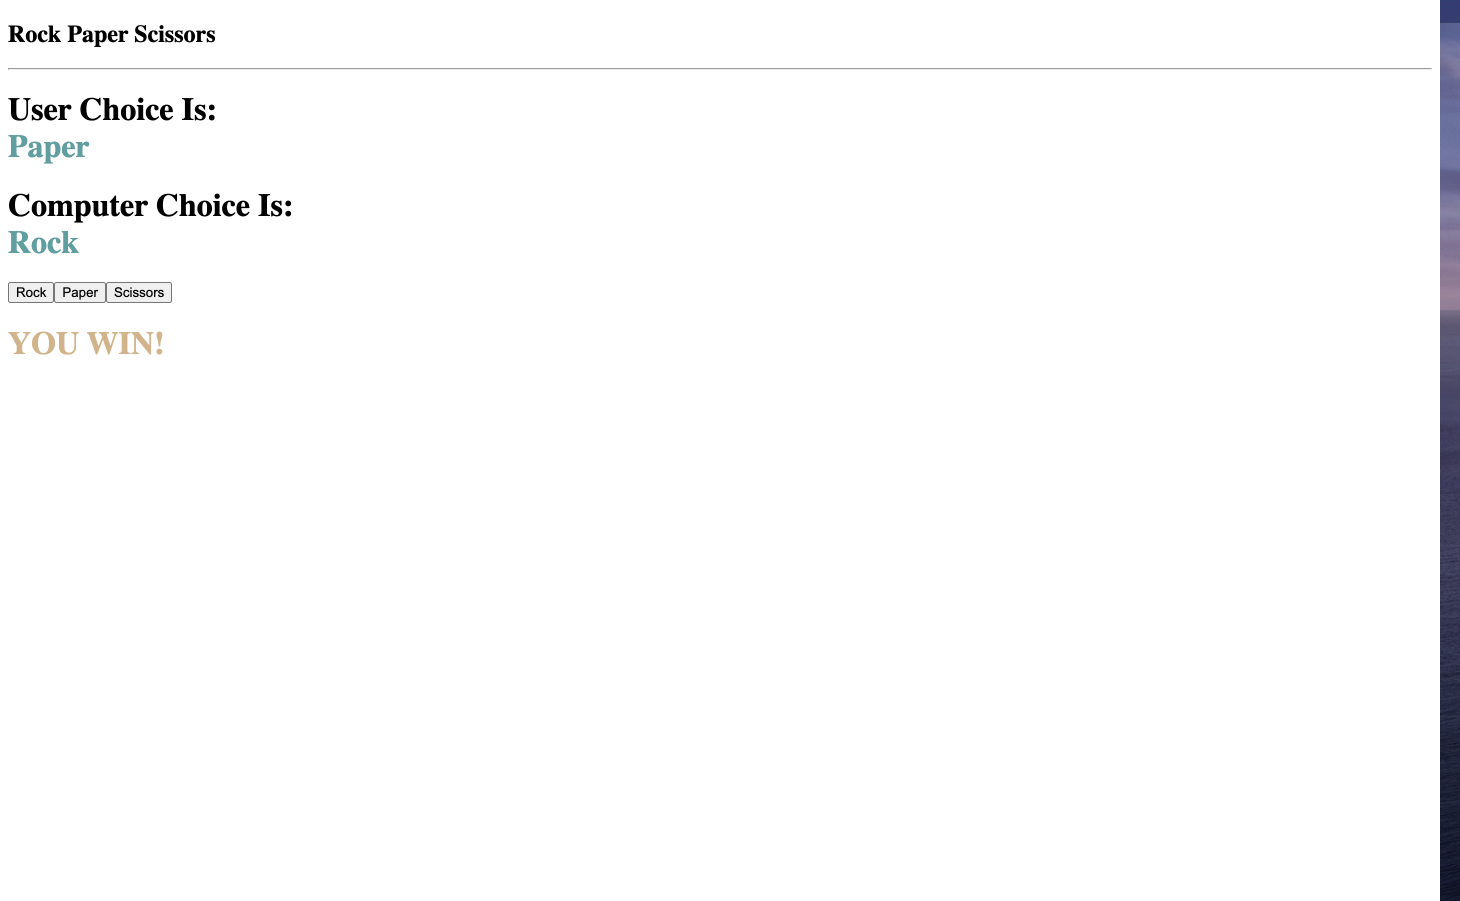 Rock Paper Scissors
User Choice Is:
Paper
Computer Choice Is:
Rock
Rock Paper Scissors
YOU WIN!